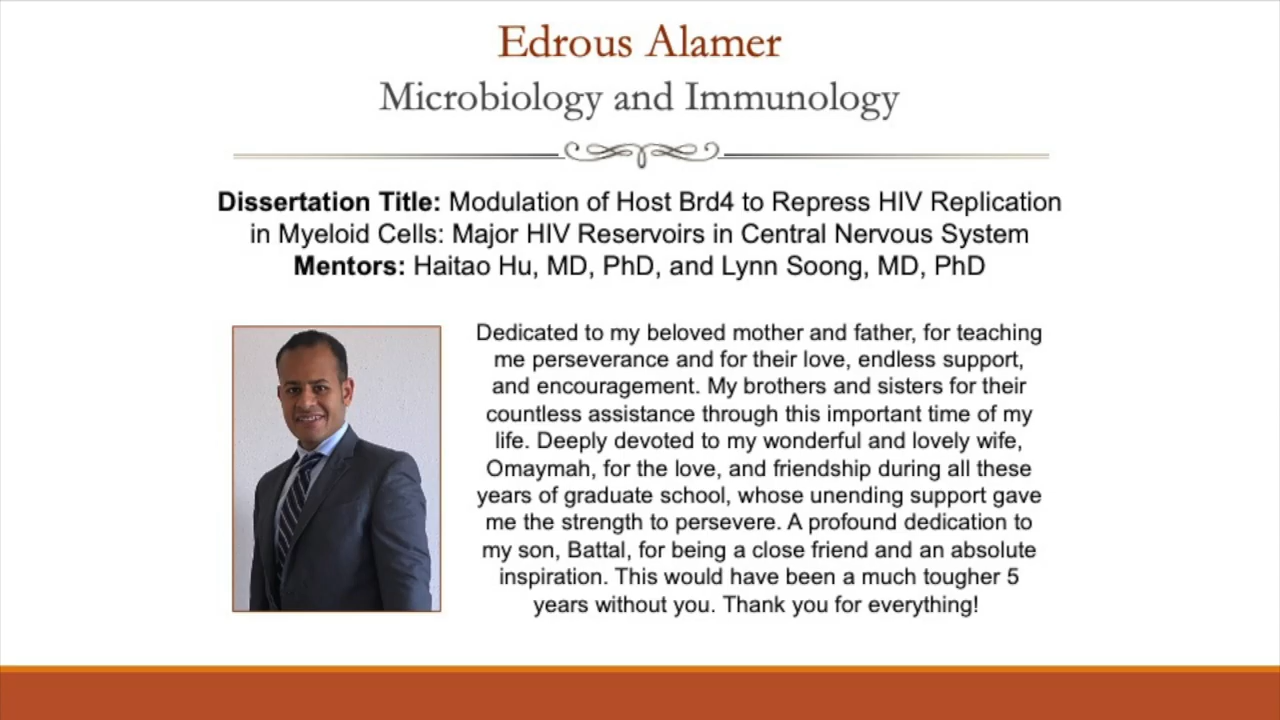 Edrous Alamer
Microbiology and Immunology
Dissertation Title: Modulation of Host Brd4 to Repress HIV Replication
in Myeloid Cells: Major HIV Reservoirs in Central Nervous System
Mentors: Haitao Hu, MD, PhD, and Lynn Soong, MD, PhD
Dedicated to my beloved mother and father, for teaching
me perseverance and for their love, endless support,
and encouragement. My brothers and sisters for their
countless assistance through this important time of my
life. Deeply devoted to my wonderful and lovely wife,
Omaymah, for the love, and friendship during all these
years of graduate school, whose unending support gave
me the strength to persevere. A profound dedication to
my son, Battal, for being a close friend and an absolute
inspiration. This would have been a much tougher 5
years without you. Thank you for everything!